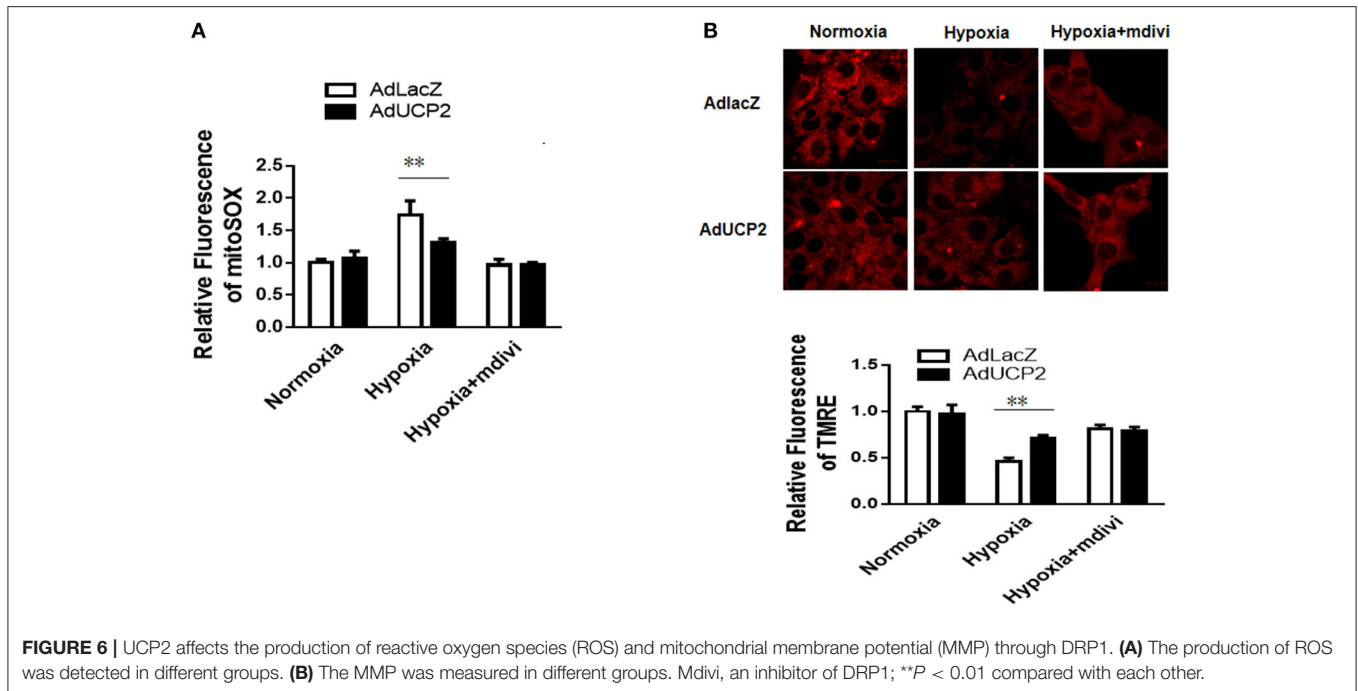 A
AdLacZ
AdUCP2
Relative Fluorescence
of mitoSOX
2.5
2.0
1.5
1.0
0.5
0.0
**
Normoxia
Hypoxia
Hypoxia+mdivi
B
Normoxia Hypoxia Hypoxia+mdivi
AdlacZ
AdUCP2
AdLacZ
AdUCP2
Relative Fluorescence
of TMRE
1.5
1.0
0.5
0.0
**
Normoxia
Hypoxia
Hypoxia+mdivi
FIGURE 6 | UCP2 affects the production of reactive oxygen species (ROS) and mitochondrial membrane potential (MMP) through DRP1. (A) The production of ROS
was detected in different groups. (B) The MMP was measured in different groups. Mdivi, an inhibitor of DRP1; **P < 0.01 compared with each other.